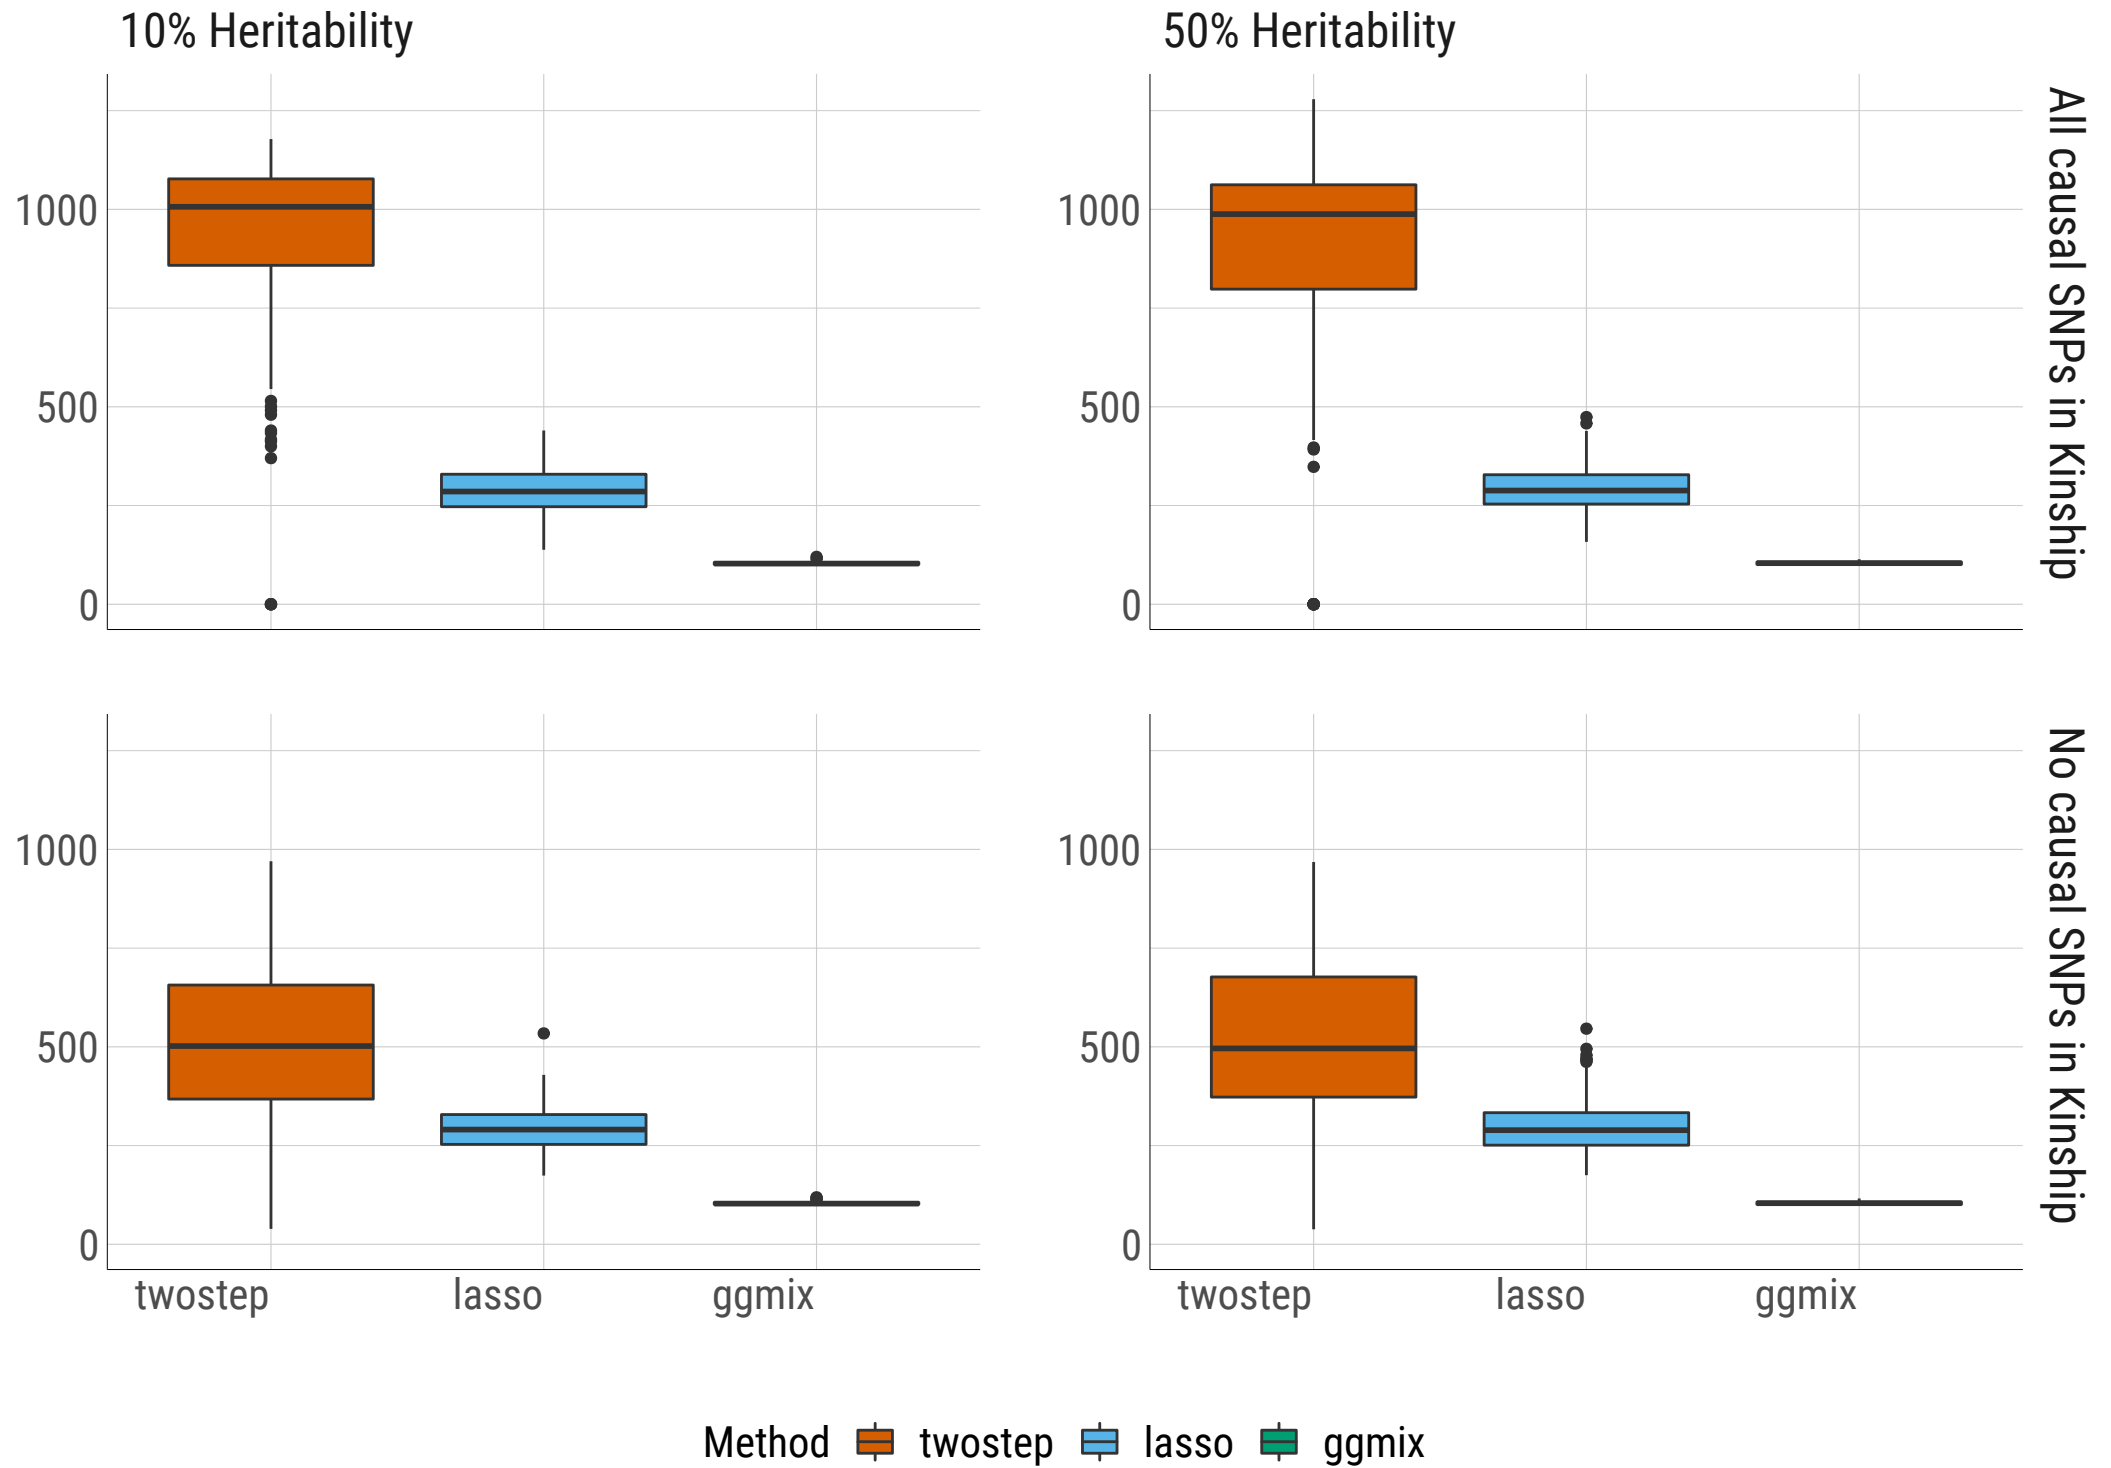 10% Heritability
50% Heritability
1000
500
0
1000
500
0
All causal SNPs in Kinship
1000
500
0
1000
500
0
No causal SNPs in Kinship
twostep lasso ggmix
twostep lasso ggmix
Method twostep lasso ggmix